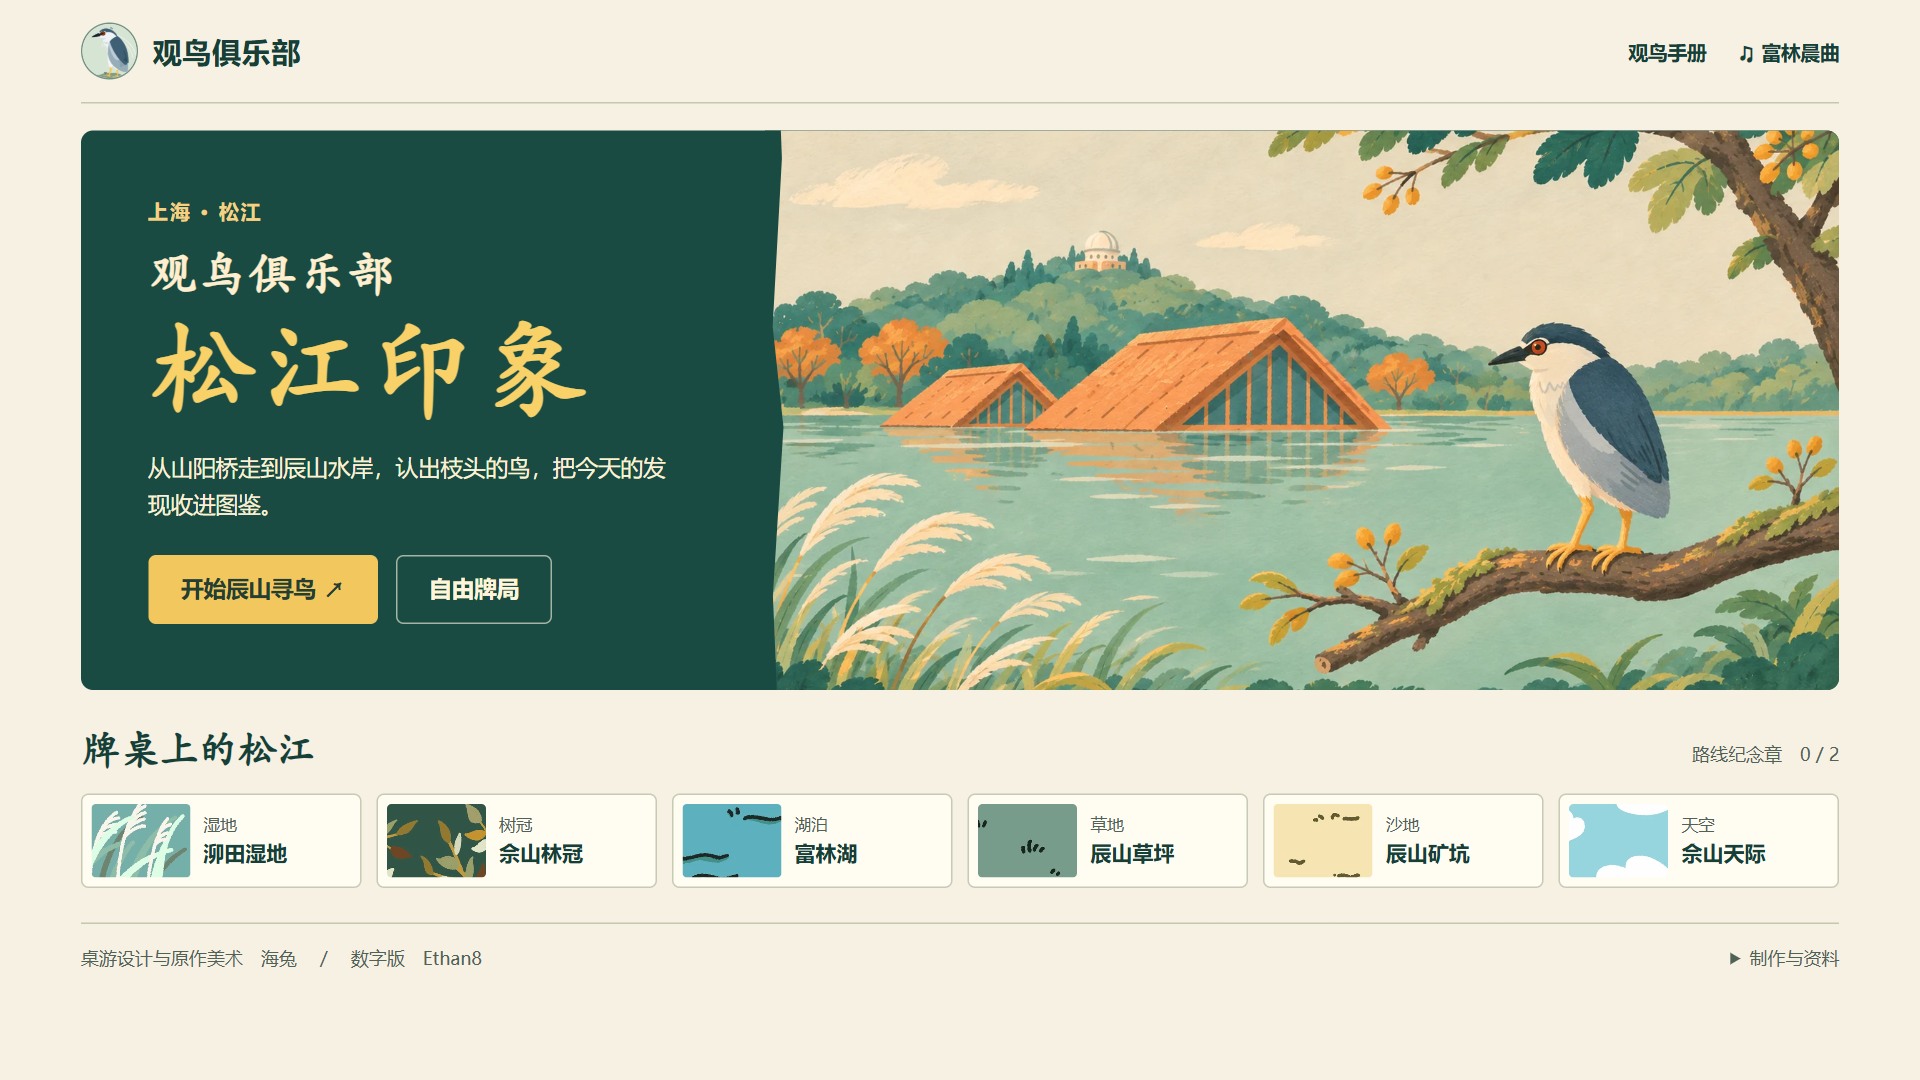 观鸟俱乐部
观鸟手册
♫ 富林晨曲
上海·松江
观鸟俱乐部
松江印象
从山阳桥走到辰山水岸，认出枝头的鸟，把今天的发
现收进图鉴。
开始辰山寻鸟 ↗
自由牌局
牌桌上的松江
路线纪念章 0 / 2
湿地
泖田湿地
树冠
佘山林冠
湖泊
富林湖
草地
辰山草坪
沙地
辰山矿坑
天空
佘山天际
桌游设计与原作美术 海兔 / 数字版 Ethan8
▶ 制作与资料